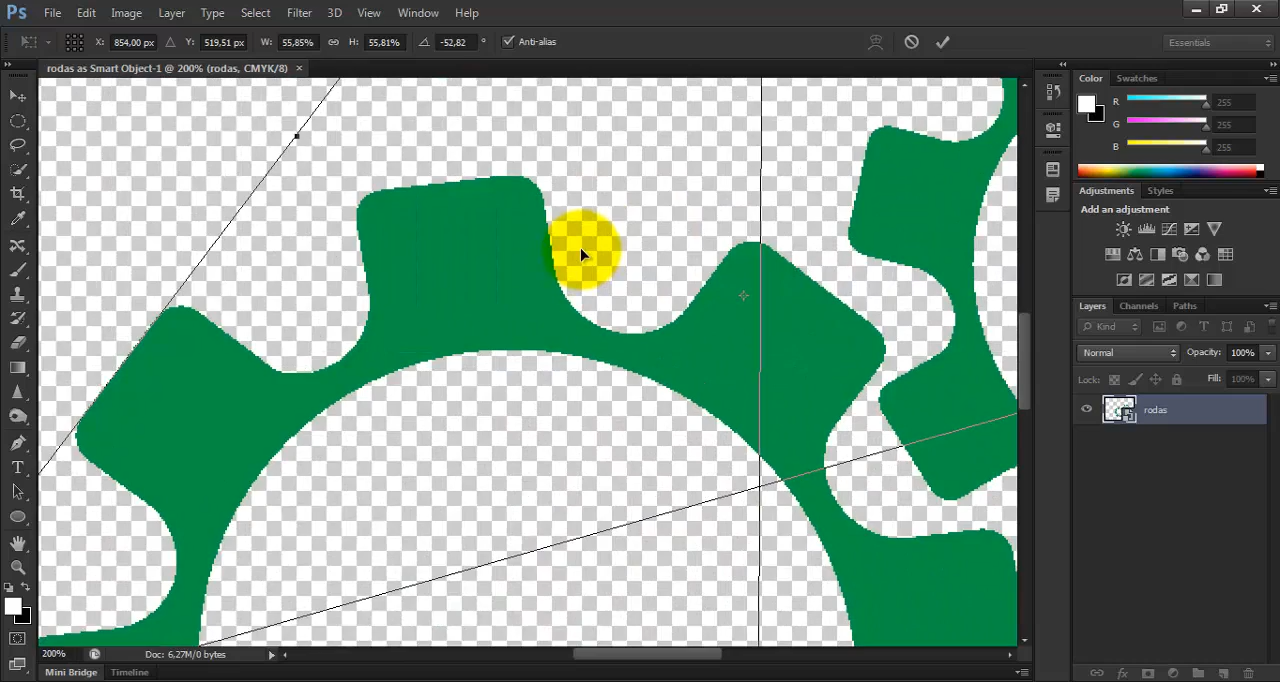 Ps File Edit Image Layer Type Select Filter 3D View Window Help
X: 854,00 px Y: 519,51 px W: 55,85% H: 55,81% -52,82 ° Anti-alias Essentials
rodas as Smart Object-1 @ 200% (rodas, CMYK/8) ×
Color Swatches
R 255
G 255
B 255
Adjustments Styles
Add an adjustment
Layers Channels Paths
Kind
Normal Opacity: 100%
Lock: Fill: 100%
rodas
200% Doc: 6,27M/0 bytes
Mini Bridge Timeline